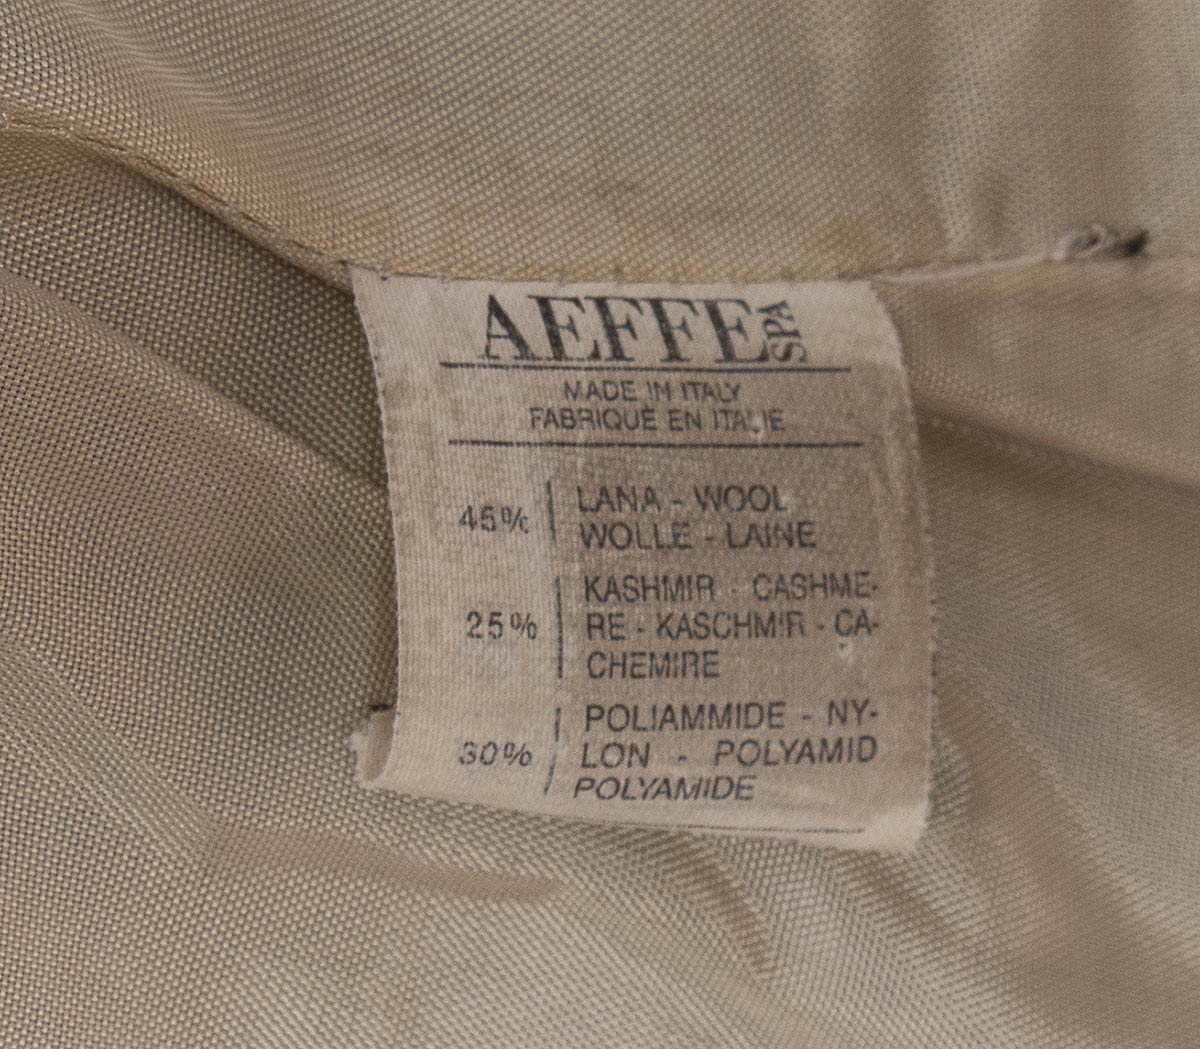 AEFFE SPA
MADE IN ITALY
FABRIQUÉ EN ITALIE
45% LANA - WOOL
WOLLE - LAINE
25% KASHMIR - CASHME-
RE - KASCHMIR - CA-
CHEMIRE
30% POLIAMMIDE - NY-
LON - POLYAMID
POLYAMIDE